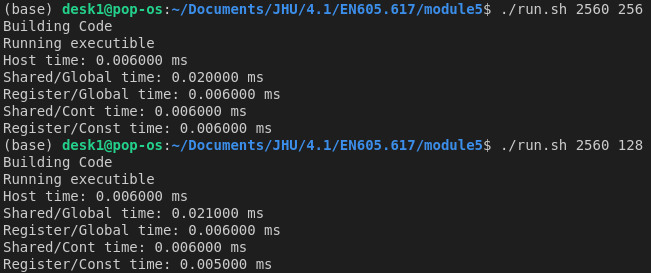 (base) desk1@pop-os:~/Documents/JHU/4.1/EN605.617/module5$ ./run.sh 2560 256
Building Code
Running executible
Host time: 0.006000 ms
Shared/Global time: 0.020000 ms
Register/Global time: 0.006000 ms
Shared/Cont time: 0.006000 ms
Register/Const time: 0.006000 ms
(base) desk1@pop-os:~/Documents/JHU/4.1/EN605.617/module5$ ./run.sh 2560 128
Building Code
Running executible
Host time: 0.006000 ms
Shared/Global time: 0.021000 ms
Register/Global time: 0.006000 ms
Shared/Cont time: 0.006000 ms
Register/Const time: 0.005000 ms